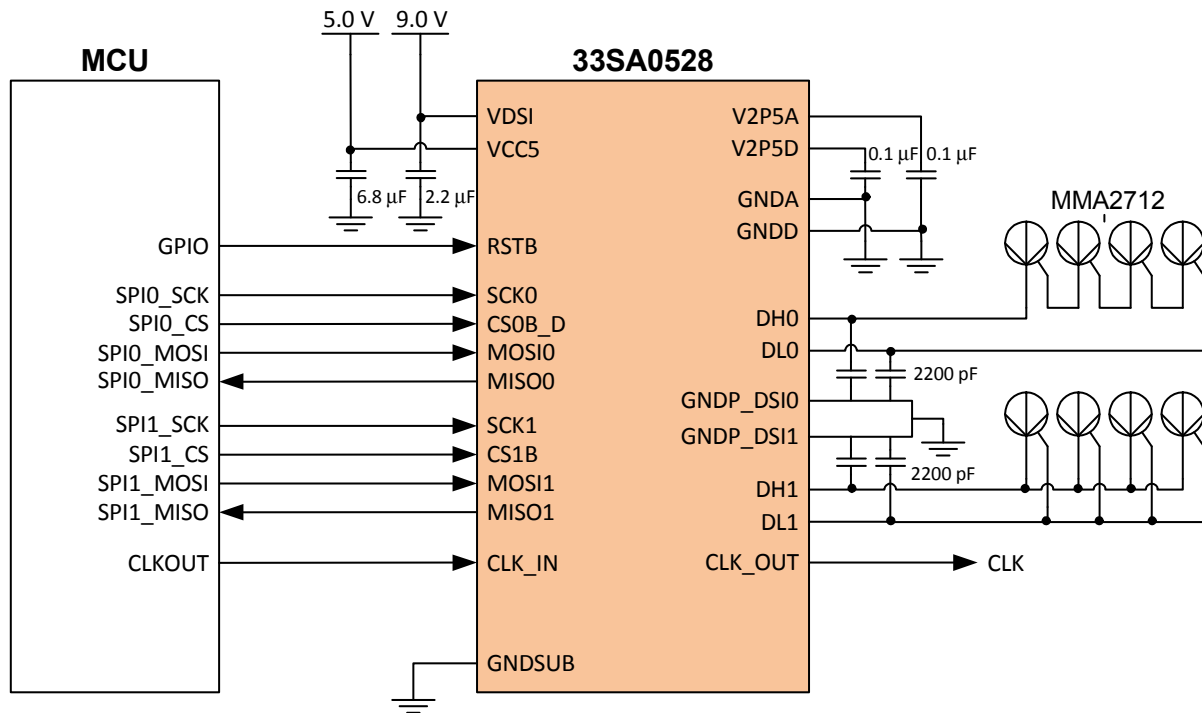 5.0 V 9.0 V
MCU
33SA0528
VDSI
VCC5
V2P5A
V2P5D
0.1 µF 0.1 µF
6.8 µF 2.2 µF
GNDA
GNDD
MMA2712
GPIO RSTB
SPI0_SCK SCK0
SPI0_CS CS0B_D
SPI0_MOSI MOSI0
SPI0_MISO MISO0
DH0
DL0
2200 pF
GNDP_DSI0
GNDP_DSI1
SPI1_SCK SCK1
SPI1_CS CS1B
SPI1_MOSI MOSI1
SPI1_MISO MISO1
2200 pF
DH1
DL1
CLKOUT CLK_IN CLK_OUT CLK
GNDSUB